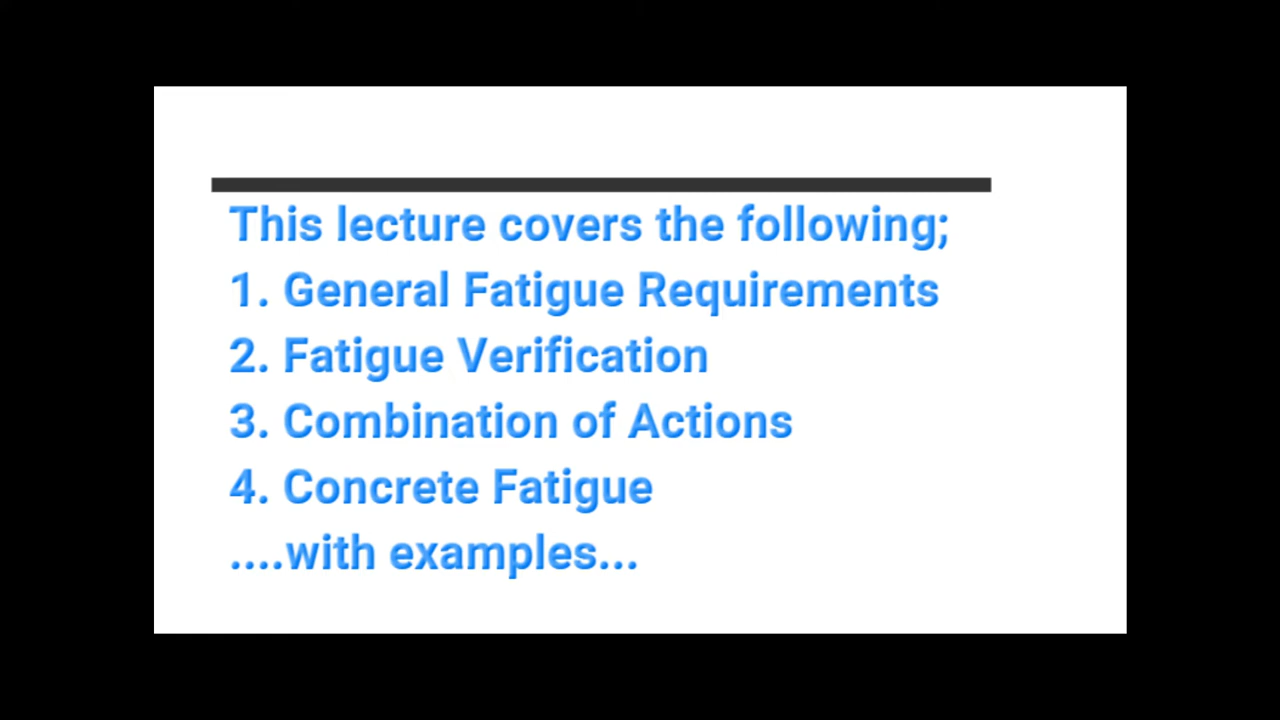 This lecture covers the following;
1. General Fatigue Requirements
2. Fatigue Verification
3. Combination of Actions
4. Concrete Fatigue
....with examples...